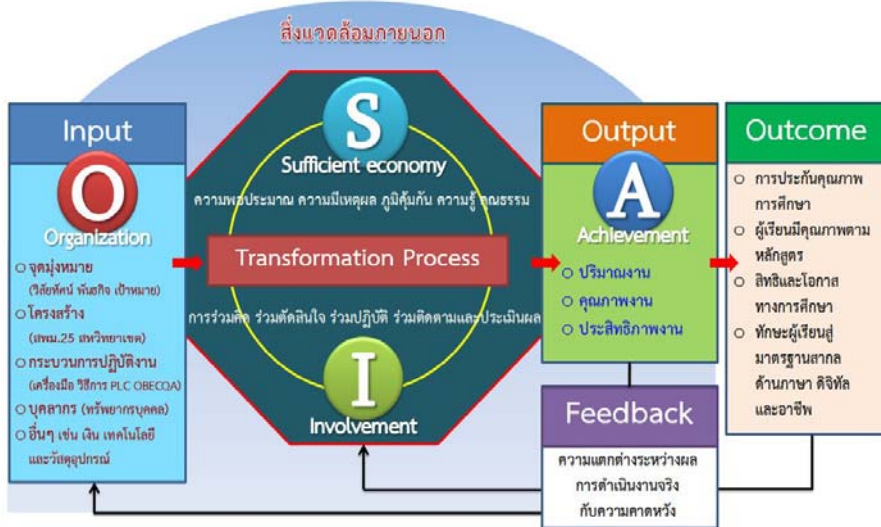 สิ่งแวดล้อมภายนอก
Input
O
Organization
จุดมุ่งหมาย
(วิสัยทัศน์ พันธกิจ เป้าหมาย)
โครงสร้าง
(สพม.25 สหวิทยาเขต)
กระบวนการปฏิบัติงาน
(เครื่องมือ วิธีการ PLC OBECQA)
บุคลากร (ทรัพยากรบุคคล)
อื่นๆ เช่น เงิน เทคโนโลยี
และวัสดุอุปกรณ์
S
Sufficient economy
ความพอประมาณ ความมีเหตุผล ภูมิคุ้มกัน ความรู้ คุณธรรม
Transformation Process
การร่วมคิด ร่วมตัดสินใจ ร่วมปฏิบัติ ร่วมติดตามและประเมินผล
I
Involvement
Output
A
Achievement
ปริมาณงาน
คุณภาพงาน
ประสิทธิภาพงาน
Outcome
การประกันคุณภาพ
การศึกษา
ผู้เรียนมีคุณภาพตาม
หลักสูตร
สิทธิและโอกาส
ทางการศึกษา
ทักษะผู้เรียนสู่
มาตรฐานสากล
ด้านภาษา ดิจิทัล
และอาชีพ
Feedback
ความแตกต่างระหว่างผล
การดำเนินงานจริง
กับความคาดหวัง